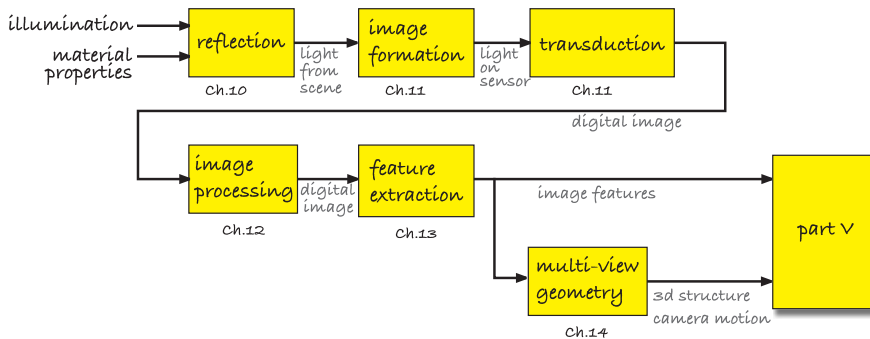 illumination
material
properties
reflection
Ch.10
light
from
scene
image
formation
Ch.11
light
on
sensor
transduction
Ch.11
digital image
image
processing
Ch.12
digital
image
feature
extraction
Ch.13
image features
multi-view
geometry
Ch.14
3d structure
camera motion
part V